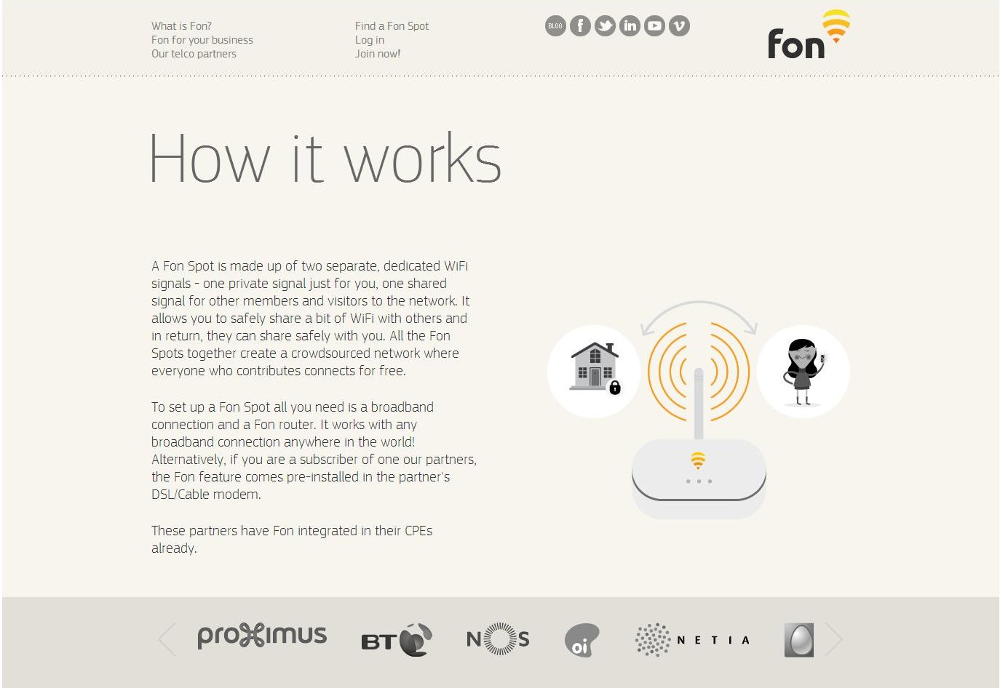 What is Fon?
Fon for your business
Our telco partners
Find a Fon Spot
Log in
Join now!
BLOG
f
in
v
fon
How it works
A Fon Spot is made up of two separate, dedicated WiFi
signals - one private signal just for you, one shared
signal for other members and visitors to the network. It
allows you to safely share a bit of WiFi with others and
in return, they can share safely with you. All the Fon
Spots together create a crowdsourced network where
everyone who contributes connects for free.
To set up a Fon Spot all you need is a broadband
connection and a Fon router. It works with any
broadband connection anywhere in the world!
Alternatively, if you are a subscriber of one our partners,
the Fon feature comes pre-installed in the partner's
DSL/Cable modem.
These partners have Fon integrated in their CPEs
already.
proximus
BT
NOS
oi
NETIA